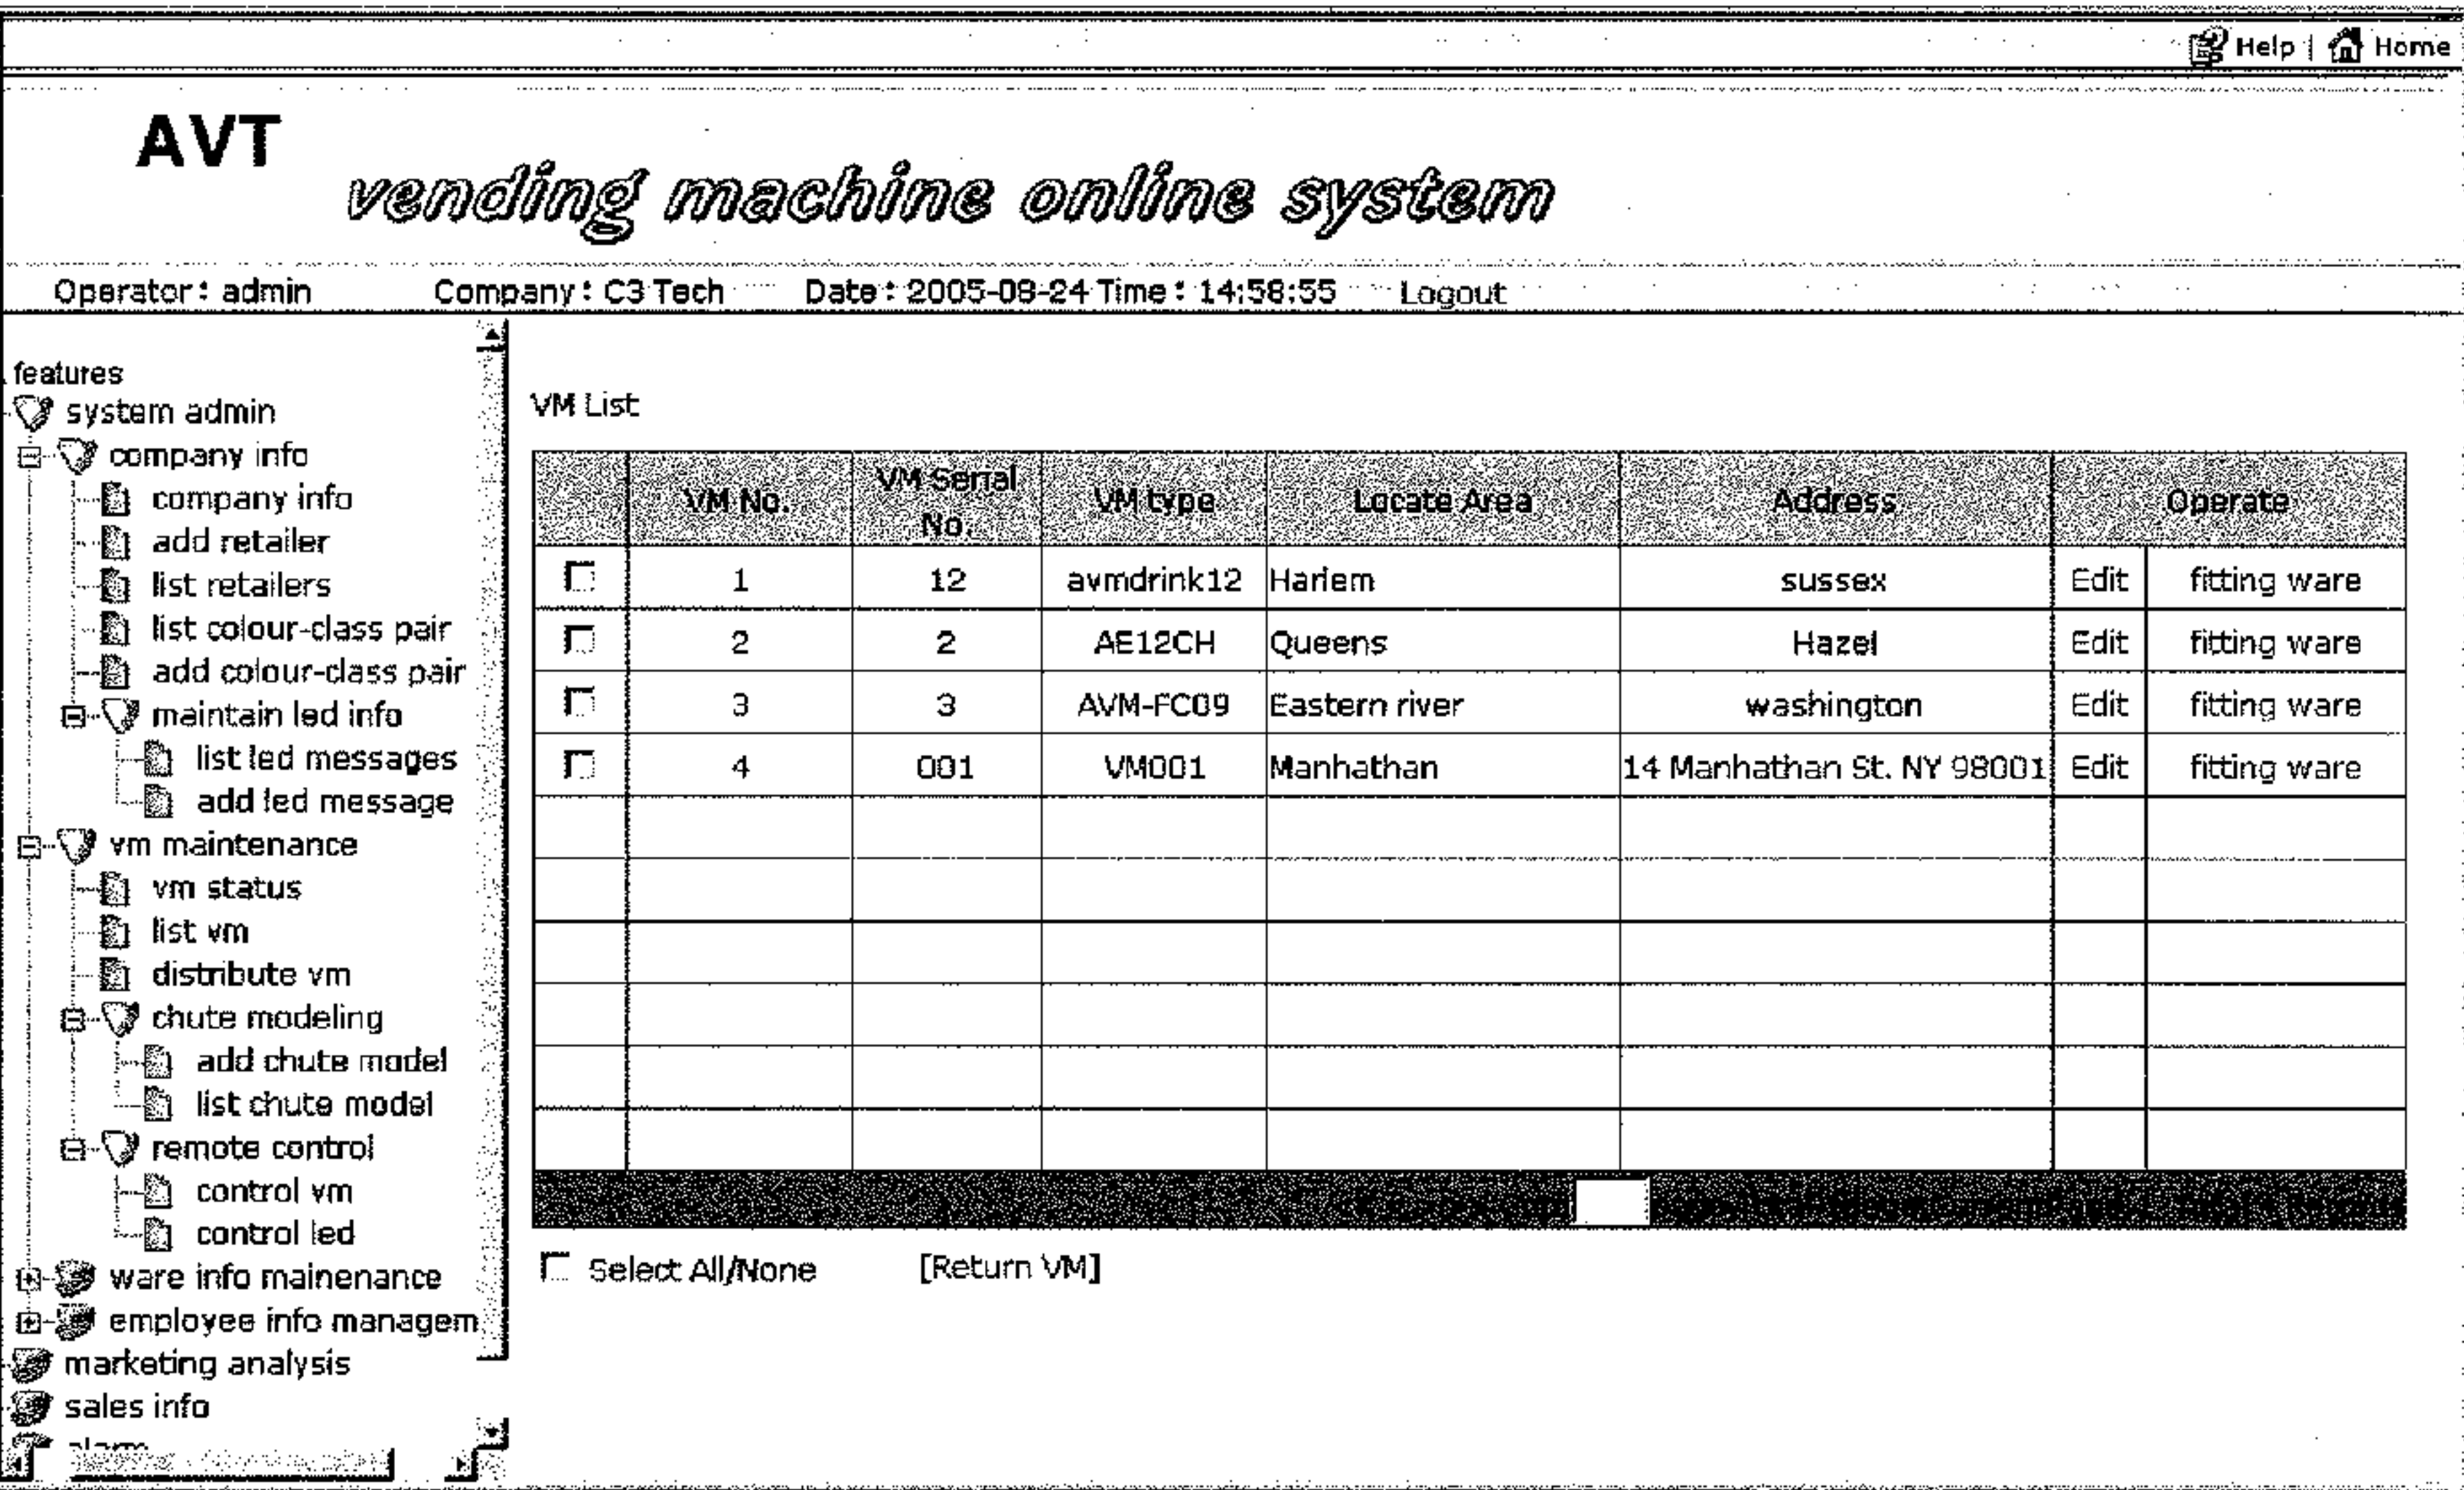 Help | Home
AVT
vending machine online system
Operator: admin Company: C3 Tech Date: 2005-08-24 Time: 14:58:55 Logout
features
system admin
company info
company info
add retailer
list retailers
list colour-class pair
add colour-class pair
maintain led info
list led messages
add led message
vm maintenance
vm status
list vm
distribute vm
chute modeling
add chute model
list chute model
remote control
control vm
control led
ware info mainenance
employee info managem
marketing analysis
sales info
alarm
VM List
VM No. VM Serial No. VM type Locate Area Address Operate
1 12 avmdrink12 Harlem sussex Edit fitting ware
2 2 AE12CH Queens Hazel Edit fitting ware
3 3 AVM-FC09 Eastern river washington Edit fitting ware
4 001 VM001 Manhathan 14 Manhathan St. NY 98001 Edit fitting ware
Select All/None [Return VM]